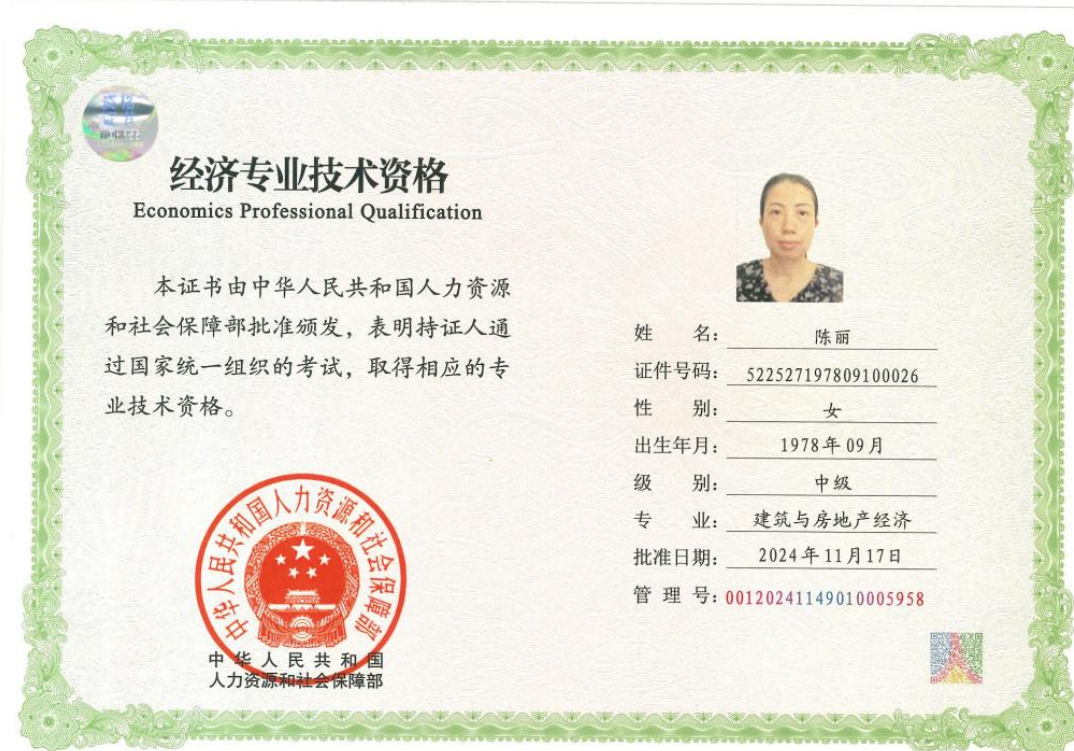 经济专业技术资格
Economics Professional Qualification
本证书由中华人民共和国人力资源
和社会保障部批准颁发，表明持证人通
过国家统一组织的考试，取得相应的专
业技术资格。
中华人民共和国人力资源和社会保障部
中华人民共和国
人力资源和社会保障部
姓 名： 陈丽
证件号码： 522527197809100026
性 别： 女
出生年月： 1978年09月
级 别： 中级
专 业： 建筑与房地产经济
批准日期： 2024年11月17日
管 理 号： 00120241149010005958